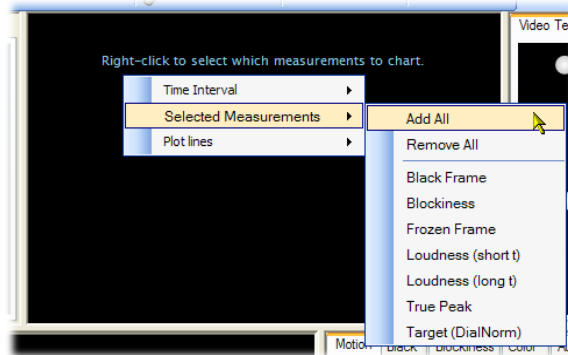 Video Te
Right-click to select which measurements to chart.
Time Interval
Selected Measurements
Plot lines
Add All
Remove All
Black Frame
Blockiness
Frozen Frame
Loudness (short t)
Loudness (long t)
True Peak
Target (DialNorm)
Motion Black Blockiness Color